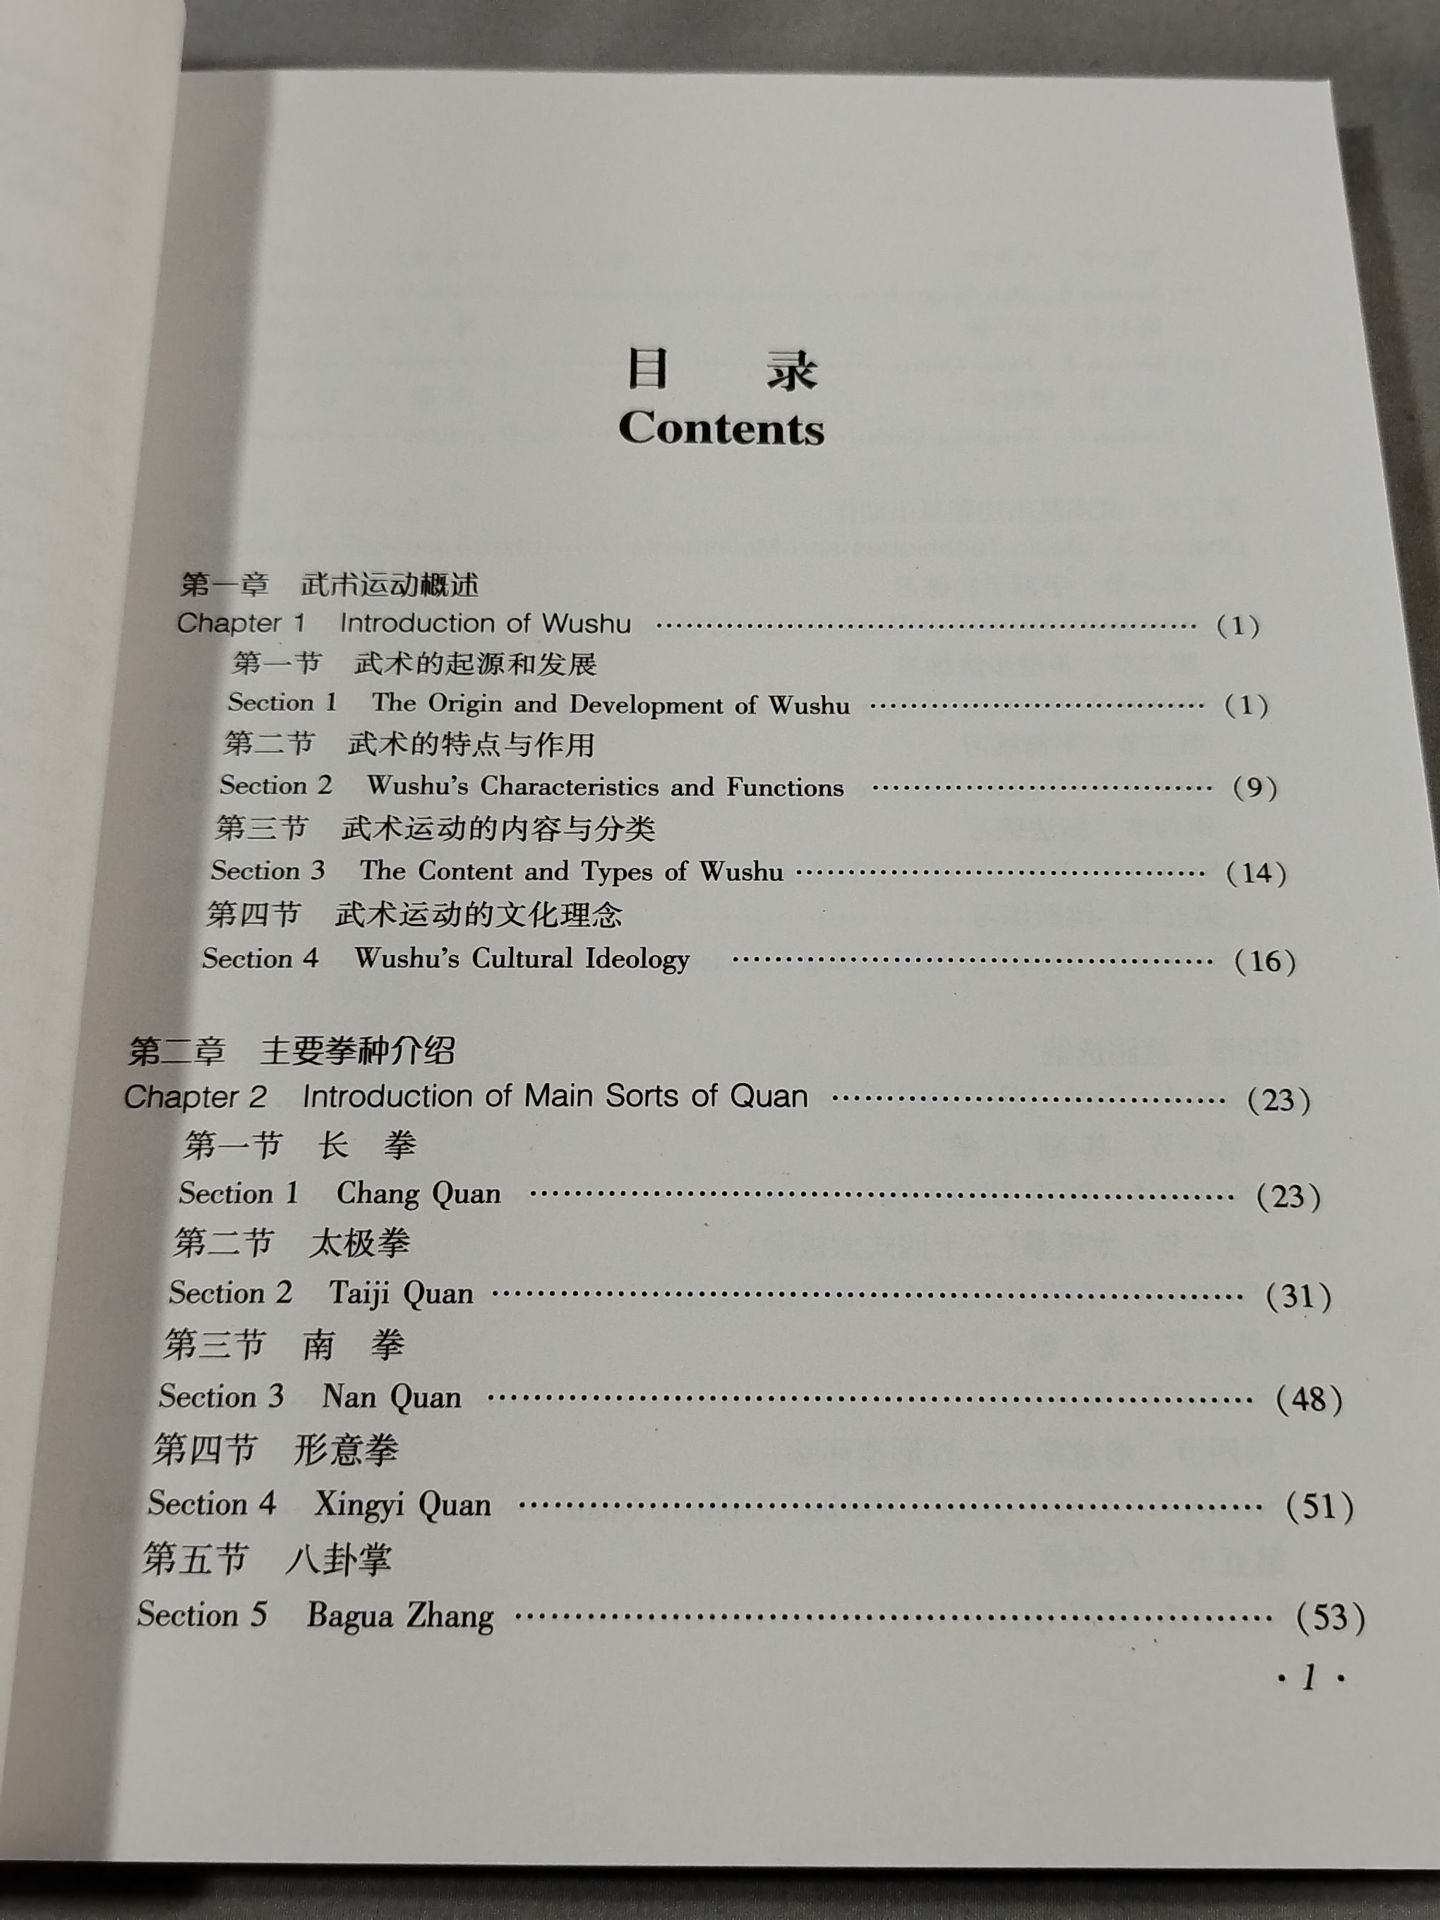 目 录
Contents
第一章 武术运动概述
Chapter 1 Introduction of Wushu ………………………………………… (1)
第一节 武术的起源和发展
Section 1 The Origin and Development of Wushu ………………………… (1)
第二节 武术的特点与作用
Section 2 Wushu's Characteristics and Functions ………………………… (9)
第三节 武术运动的内容与分类
Section 3 The Content and Types of Wushu ……………………………… (14)
第四节 武术运动的文化理念
Section 4 Wushu's Cultural Ideology …………………………………… (16)
第二章 主要拳种介绍
Chapter 2 Introduction of Main Sorts of Quan …………………………… (23)
第一节 长 拳
Section 1 Chang Quan …………………………………………………… (23)
第二节 太极拳
Section 2 Taiji Quan ……………………………………………………… (31)
第三节 南 拳
Section 3 Nan Quan ……………………………………………………… (48)
第四节 形意拳
Section 4 Xingyi Quan …………………………………………………… (51)
第五节 八卦掌
Section 5 Bagua Zhang …………………………………………………… (53)
· 1 ·